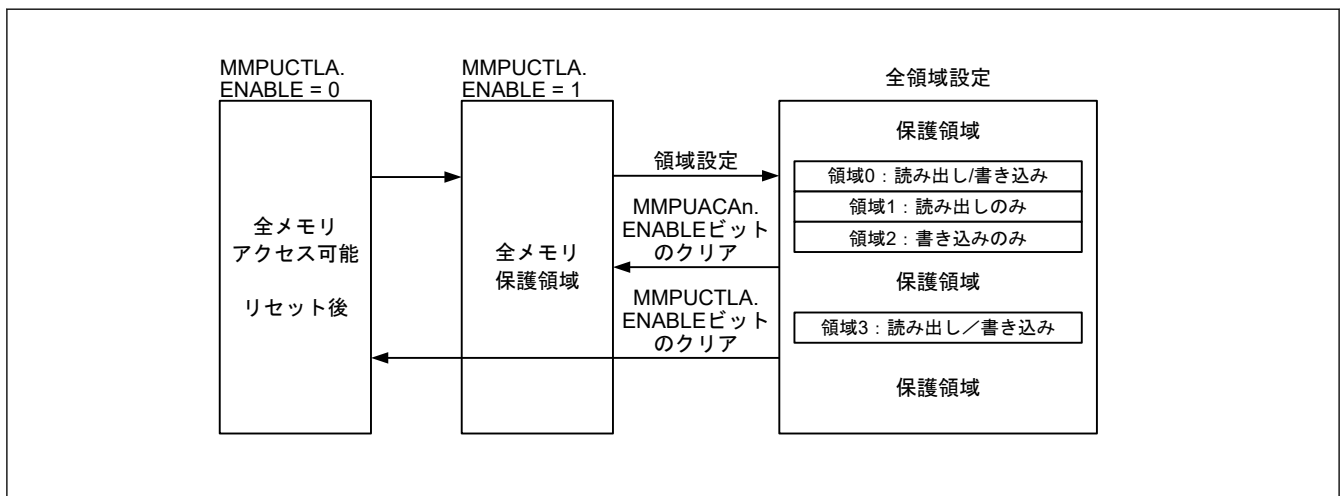 MMPUCTLA.
ENABLE = 0
MMPUCTLA.
ENABLE = 1
全領域設定
全メモリ
アクセス可能
リセット後
全メモリ
保護領域
領域設定
MMPUACAn.
ENABLEビット
のクリア
MMPUCTLA.
ENABLEビット
のクリア
保護領域
領域0：読み出し/書き込み
領域1：読み出しのみ
領域2：書き込みのみ
保護領域
領域3：読み出し／書き込み
保護領域